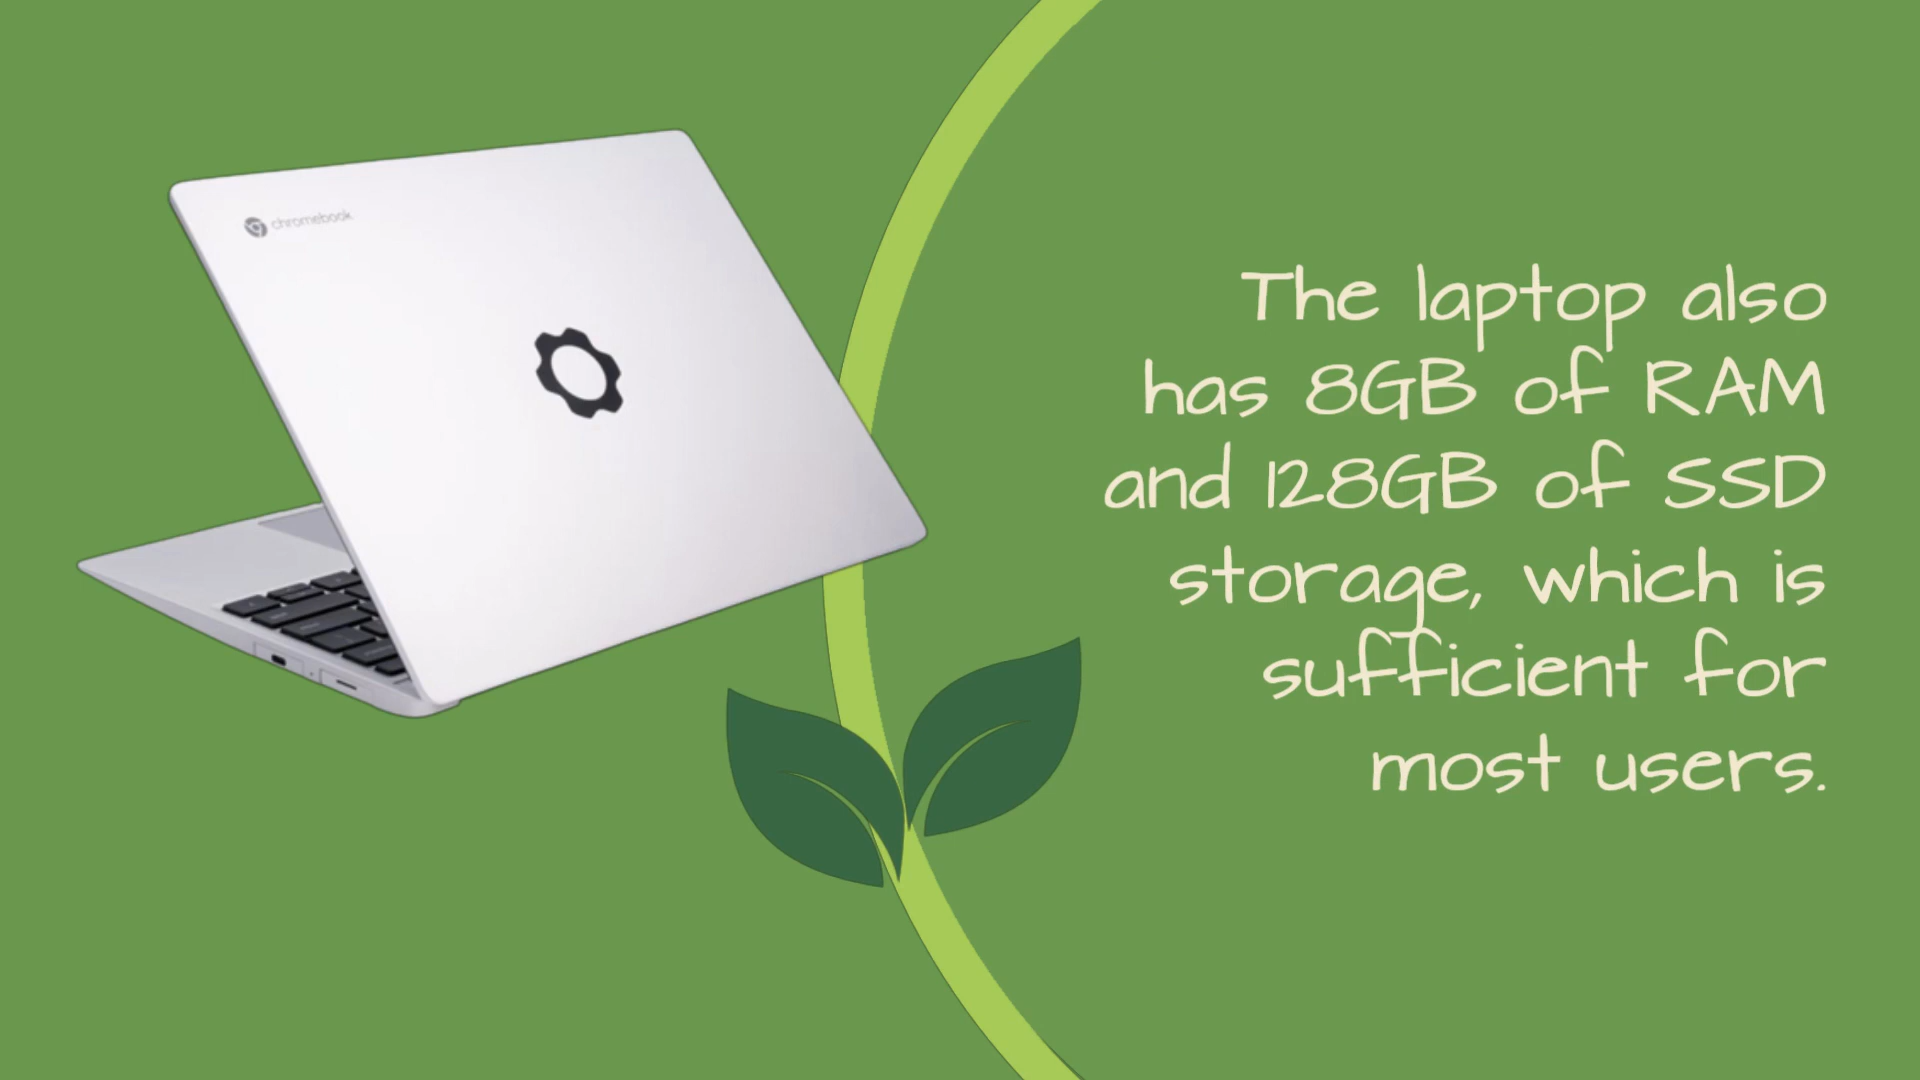 chromebook
The laptop also
has 8GB of RAM
and 128GB of SSD
storage, which is
sufficient for
most users.